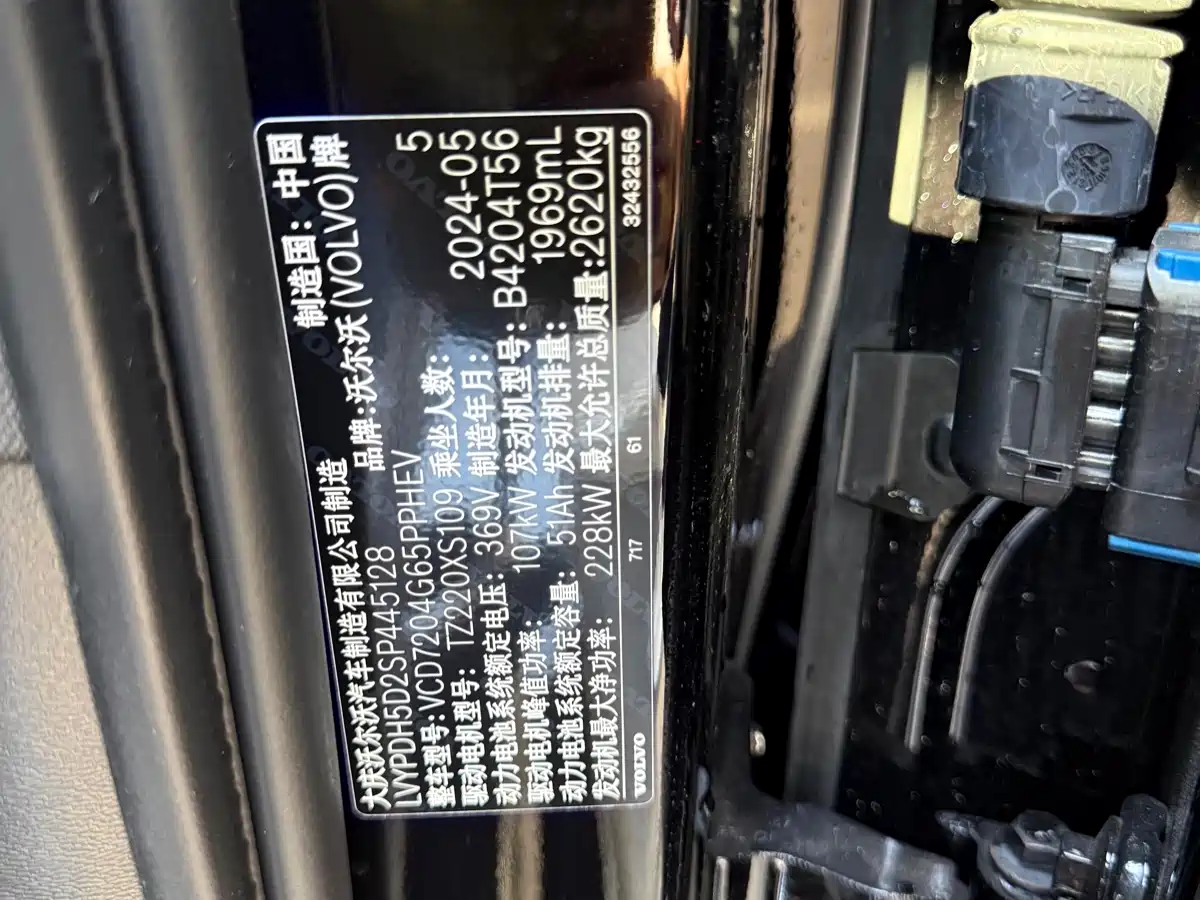 大庆沃尔沃汽车制造有限公司制造 制造国:中国
LVYPDH5D2SP445128 品牌:沃尔沃(VOLVO)牌
整车型号:VCD7204G65PPHEV
驱动电机型号: TZ220XS109 乘坐人数: 5
动力电池系统额定电压: 369V 制造年月: 2024-05
驱动电机峰值功率: 107kW 发动机型号: B4204T56
动力电池系统额定容量: 51Ah 发动机排量: 1969mL
发动机最大净功率: 228kW 最大允许总质量:2620kg
VOLVO 717 61 32432556